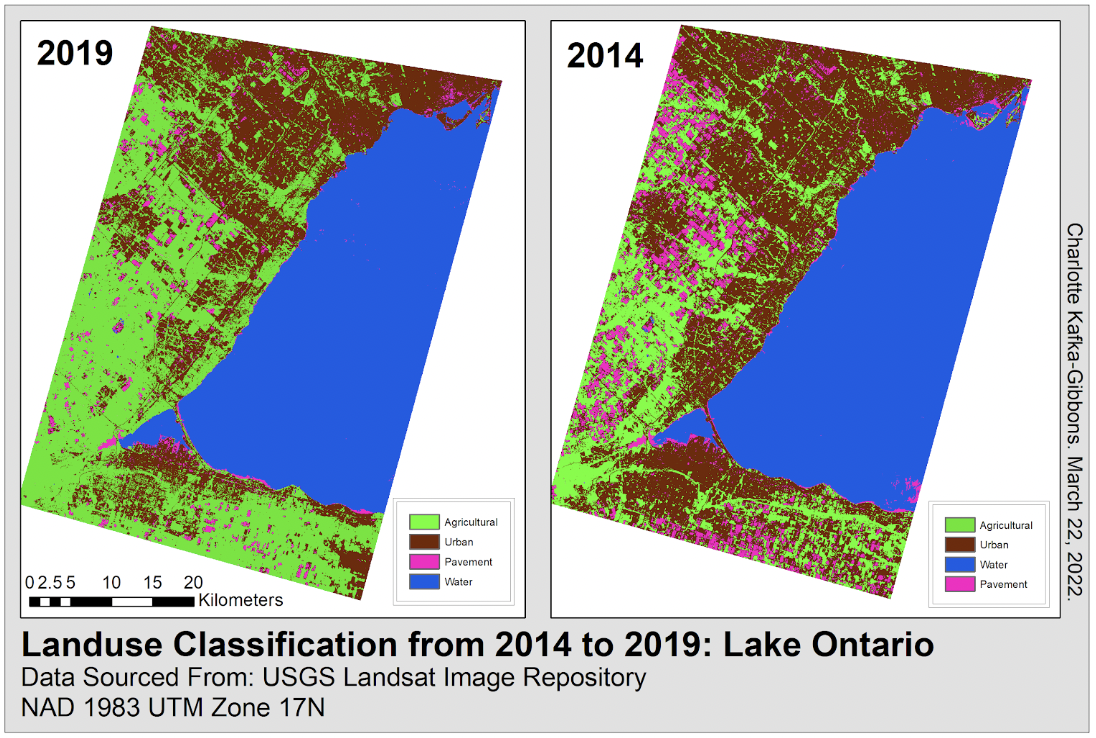 2019
Agricultural
Urban
Pavement
Water
0 2.5 5 10 15 20
Kilometers
2014
Agricultural
Urban
Water
Pavement
Charlotte Kafka-Gibbons. March 22, 2022.
Landuse Classification from 2014 to 2019: Lake Ontario
Data Sourced From: USGS Landsat Image Repository
NAD 1983 UTM Zone 17N